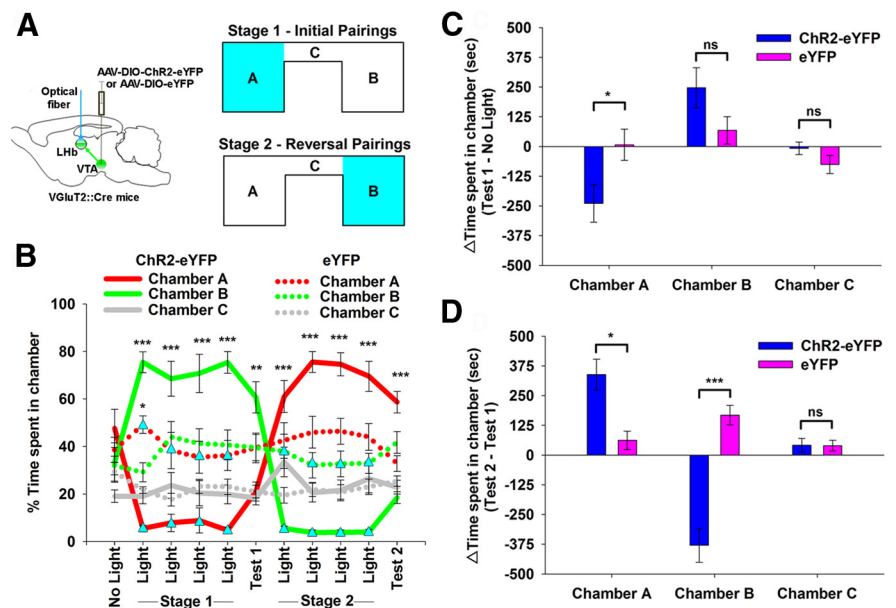 A
Stage 1 - Initial Pairings
C
A
B
AAV-DIO-ChR2-eYFP
or AAV-DIO-eYFP
Optical
fiber
LHb
VTA
VGluT2::Cre mice
Stage 2 - Reversal Pairings
C
A
B
B
ChR2-eYFP
eYFP
Chamber A
Chamber A
Chamber B
Chamber B
Chamber C
Chamber C
% Time spent in chamber
100
80
60
40
20
0
*** *** *** *** ** *** *** *** *** ***
*
No Light
Light
Light
Light
Light
Test 1
Light
Light
Light
Light
Test 2
Stage 1
Stage 2
C
△Time spent in chamber (sec)
(Test 1 - No Light)
500
375
250
125
0
-125
-250
-375
-500
ChR2-eYFP
eYFP
*
ns
ns
Chamber A Chamber B Chamber C
D
△Time spent in chamber (sec)
(Test 2 - Test 1)
500
375
250
125
0
-125
-250
-375
-500
ChR2-eYFP
eYFP
*
***
ns
Chamber A Chamber B Chamber C